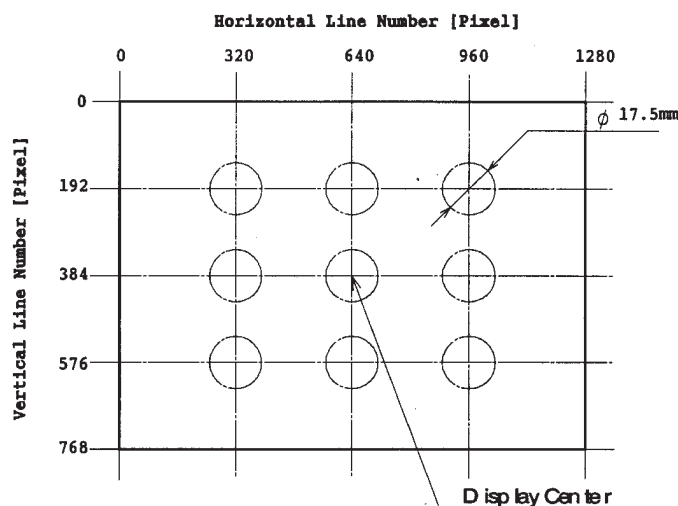 Horizontal Line Number [Pixel]
0 320 640 960 1280
0
ϕ 17.5mm
192
384
576
768
Vertical Line Number [Pixel]
Display Center